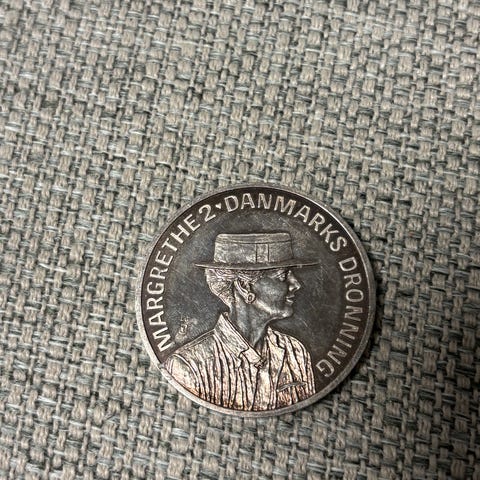 MARGRETHE 2 · DANMARKS DRONNING